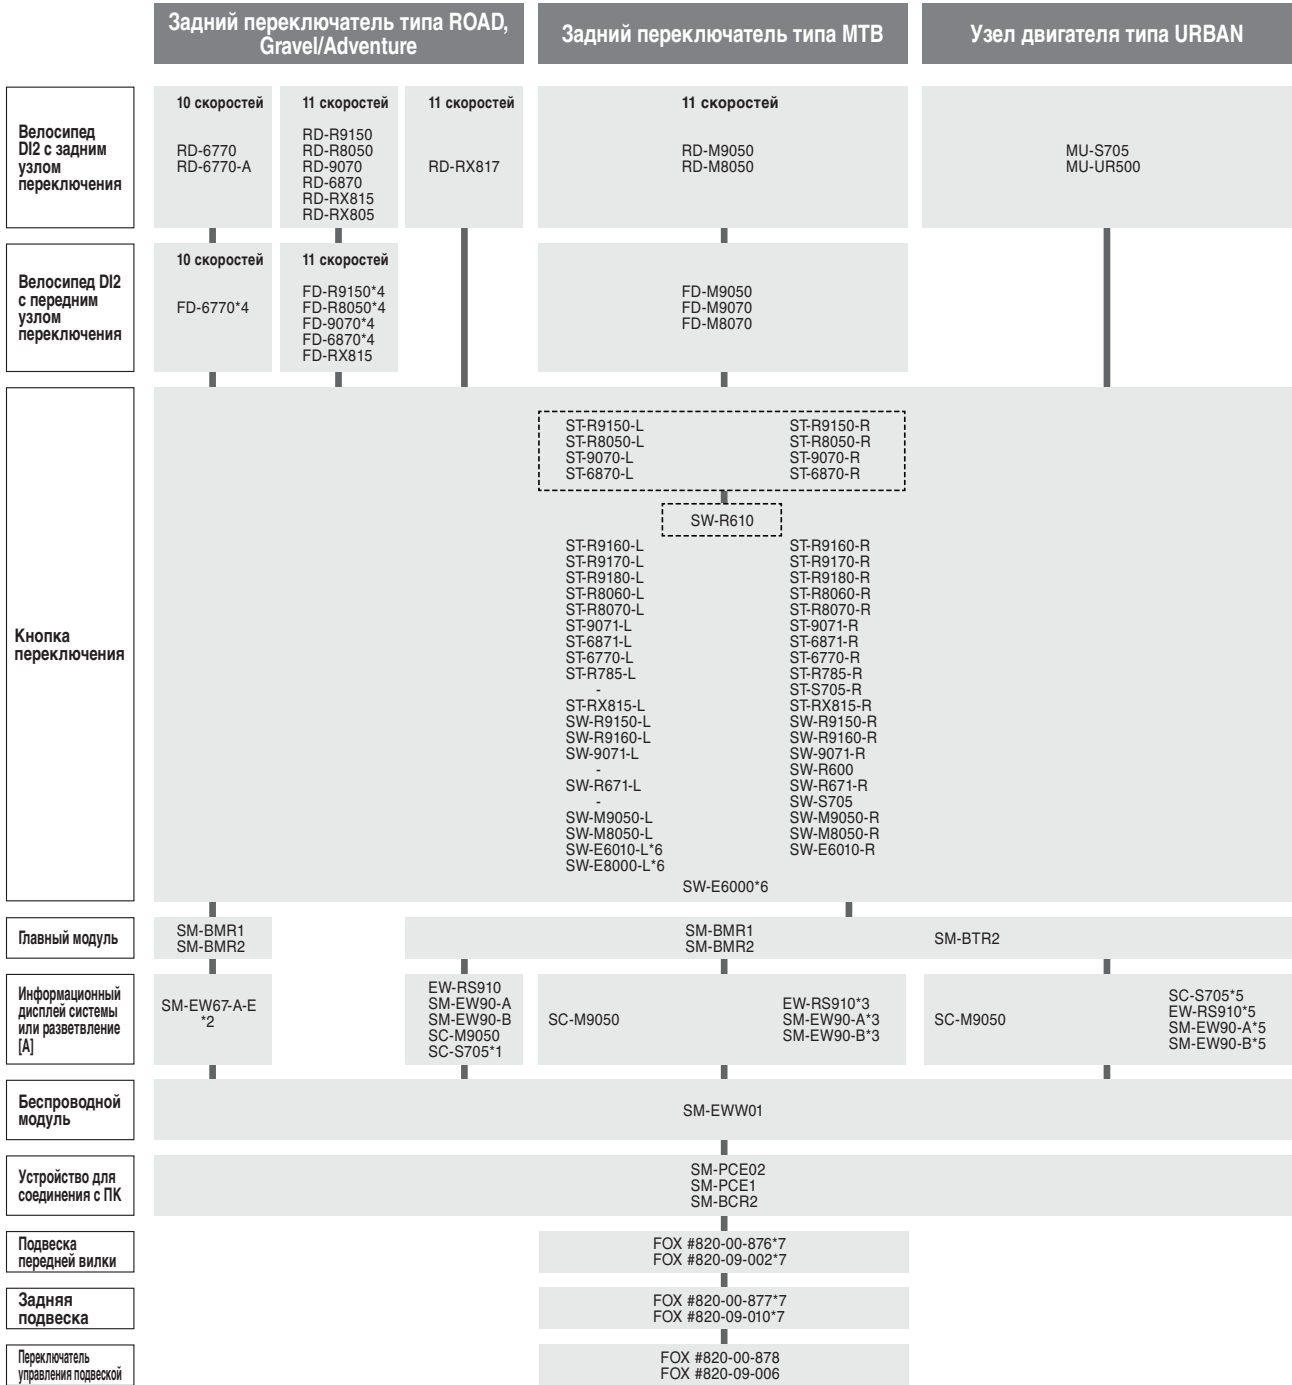 Задний переключатель типа ROAD,
Gravel/Adventure
Задний переключатель типа MTB
Узел двигателя типа URBAN
Велосипед
DI2 с задним
узлом
переключения
10 скоростей
RD-6770
RD-6770-A
11 скоростей
RD-R9150
RD-R8050
RD-9070
RD-6870
RD-RX815
RD-RX805
11 скоростей
RD-RX817
11 скоростей
RD-M9050
RD-M8050
MU-S705
MU-UR500
Велосипед DI2
с передним
узлом
переключения
10 скоростей
FD-6770*4
11 скоростей
FD-R9150*4
FD-R8050*4
FD-9070*4
FD-6870*4
FD-RX815
FD-M9050
FD-M9070
FD-M8070
Кнопка
переключения
ST-R9150-L ST-R9150-R
ST-R8050-L ST-R8050-R
ST-9070-L ST-9070-R
ST-6870-L ST-6870-R
SW-R610
ST-R9160-L ST-R9160-R
ST-R9170-L ST-R9170-R
ST-R9180-L ST-R9180-R
ST-R8060-L ST-R8060-R
ST-R8070-L ST-R8070-R
ST-9071-L ST-9071-R
ST-6871-L ST-6871-R
ST-6770-L ST-6770-R
ST-R785-L ST-R785-R
- ST-S705-R
ST-RX815-L ST-RX815-R
SW-R9150-L SW-R9150-R
SW-R9160-L SW-R9160-R
SW-9071-L SW-9071-R
- SW-R600
SW-R671-L SW-R671-R
- SW-S705
SW-M9050-L SW-M9050-R
SW-M8050-L SW-M8050-R
SW-E6010-L*6 SW-E6010-R
SW-E8000-L*6
SW-E6000*6
Главный модуль
SM-BMR1
SM-BMR2
SM-BMR1
SM-BMR2
SM-BTR2
Информационный
дисплей системы
или разветвление
[A]
SM-EW67-A-E
*2
EW-RS910
SM-EW90-A
SM-EW90-B
SC-M9050
SC-S705*1
SC-M9050
EW-RS910*3
SM-EW90-A*3
SM-EW90-B*3
SC-M9050
SC-S705*5
EW-RS910*5
SM-EW90-A*5
SM-EW90-B*5
Беспроводной
модуль
SM-EWW01
Устройство для
соединения с ПК
SM-PCE02
SM-PCE1
SM-BCR2
Подвеска
передней вилки
FOX #820-00-876*7
FOX #820-09-002*7
Задняя
подвеска
FOX #820-00-877*7
FOX #820-09-010*7
Переключатель
управления подвеской
FOX #820-00-878
FOX #820-09-006